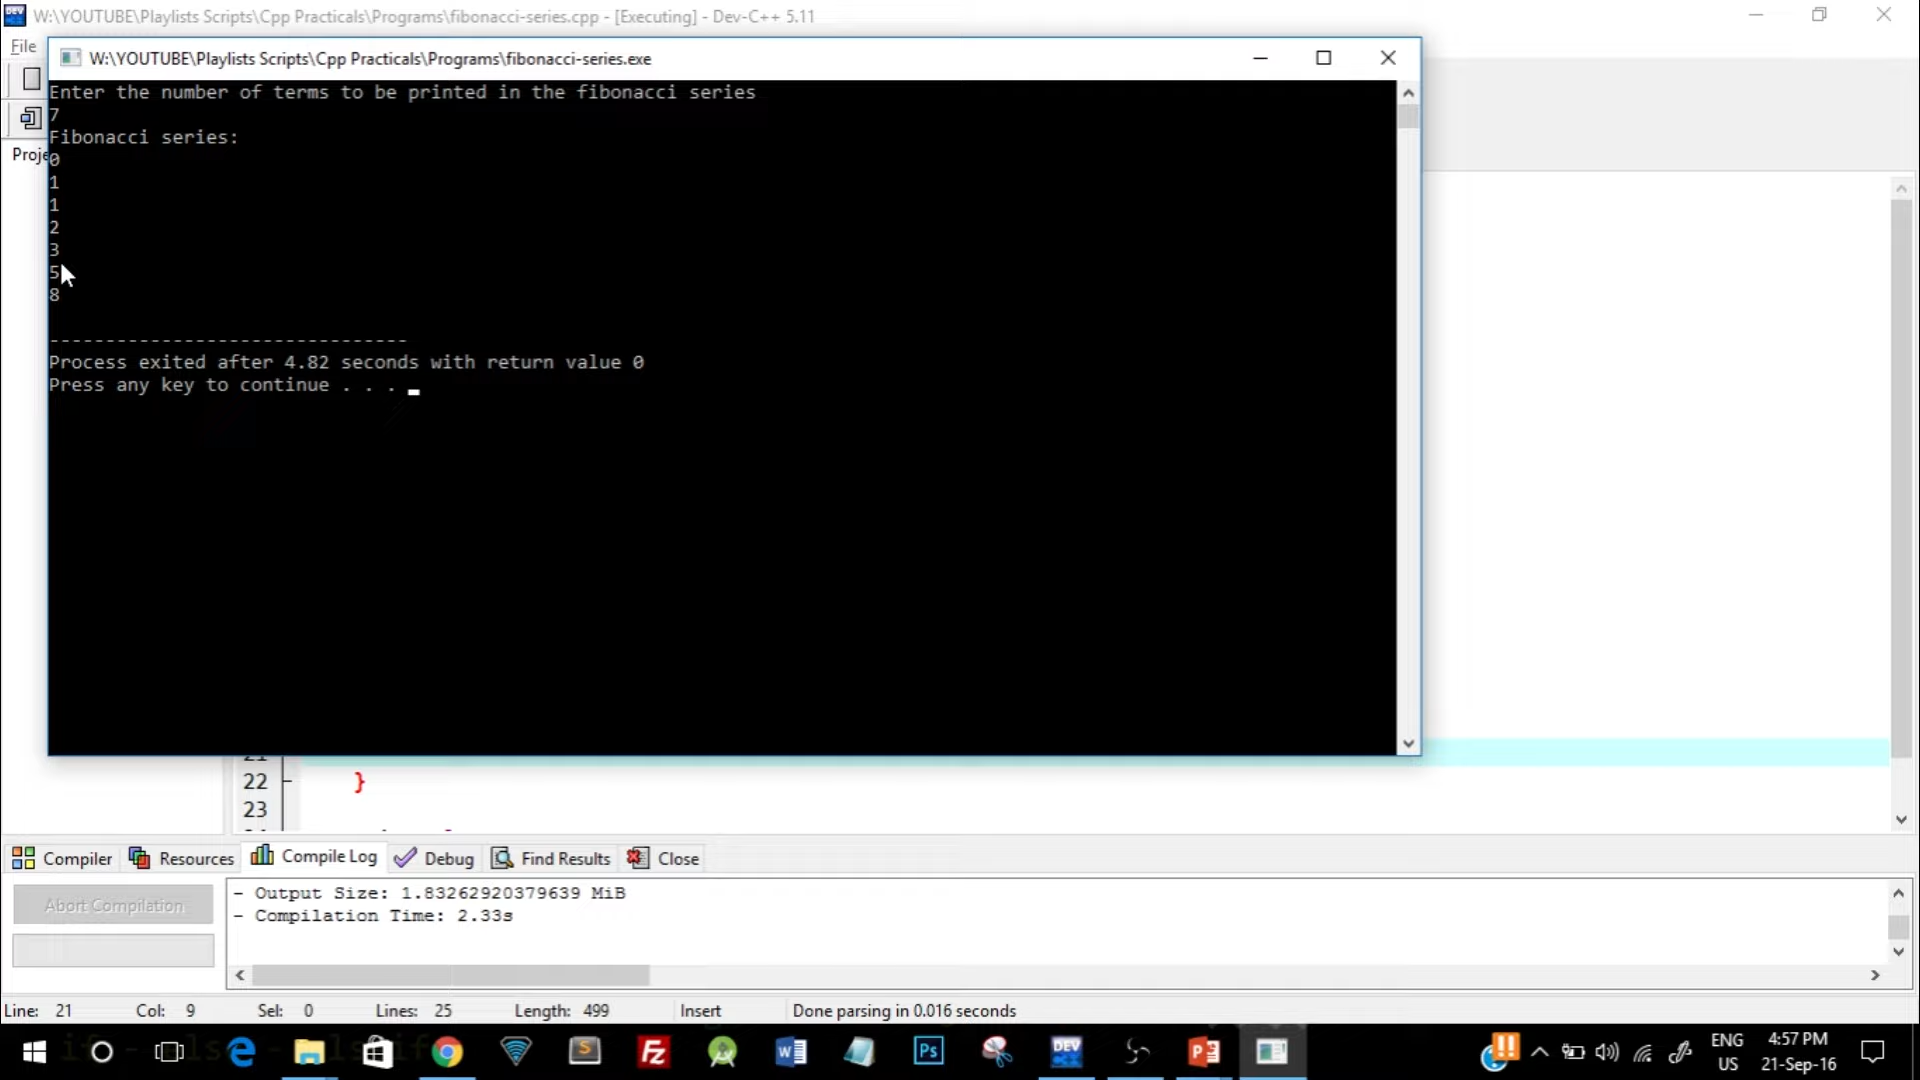 W:\YOUTUBE\Playlists Scripts\Cpp Practicals\Programs\fibonacci-series.cpp - [Executing] - Dev-C++ 5.11
File
W:\YOUTUBE\Playlists Scripts\Cpp Practicals\Programs\fibonacci-series.exe
Enter the number of terms to be printed in the fibonacci series
7
Fibonacci series:
Proje
0
1
1
2
3
5
8
--------------------------------
Process exited after 4.82 seconds with return value 0
Press any key to continue . . .
21
22 }
23
Compiler Resources Compile Log Debug Find Results Close
Abort Compilation
- Output Size: 1.83262920379639 MiB
- Compilation Time: 2.33s
Line: 21 Col: 9 Sel: 0 Lines: 25 Length: 499 Insert Done parsing in 0.016 seconds
ENG 4:57 PM
US 21-Sep-16